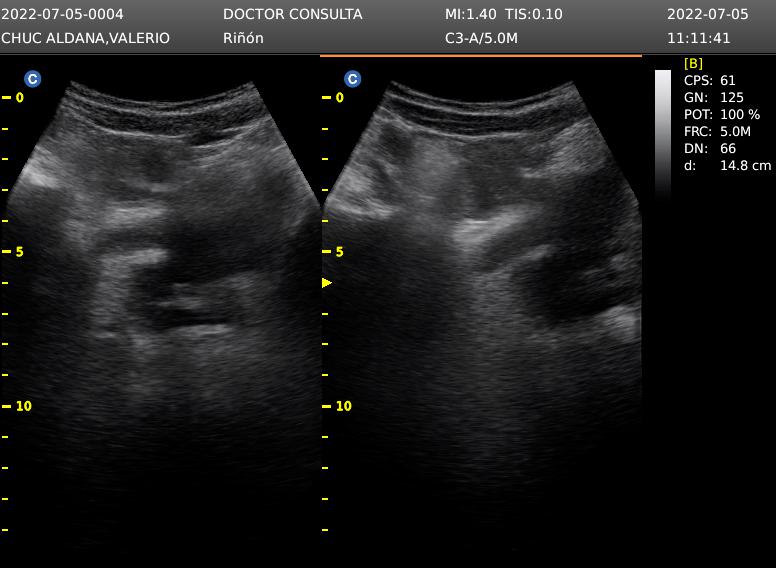 2022-07-05-0004 DOCTOR CONSULTA MI:1.40 TIS:0.10 2022-07-05
CHUC ALDANA,VALERIO Riñón C3-A/5.0M 11:11:41
C C
[B]
CPS: 61
GN: 125
POT: 100 %
FRC: 5.0M
DN: 66
d: 14.8 cm
0 0
5 5
10 10